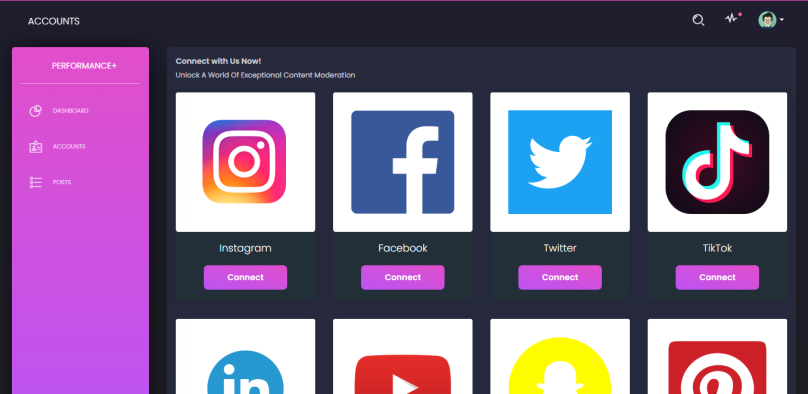 ACCOUNTS
PERFORMANCE+
DASHBOARD
ACCOUNTS
POSTS
Connect with Us Now!
Unlock A World Of Exceptional Content Moderation
Instagram
Facebook
Twitter
TikTok
Connect
Connect
Connect
Connect
in